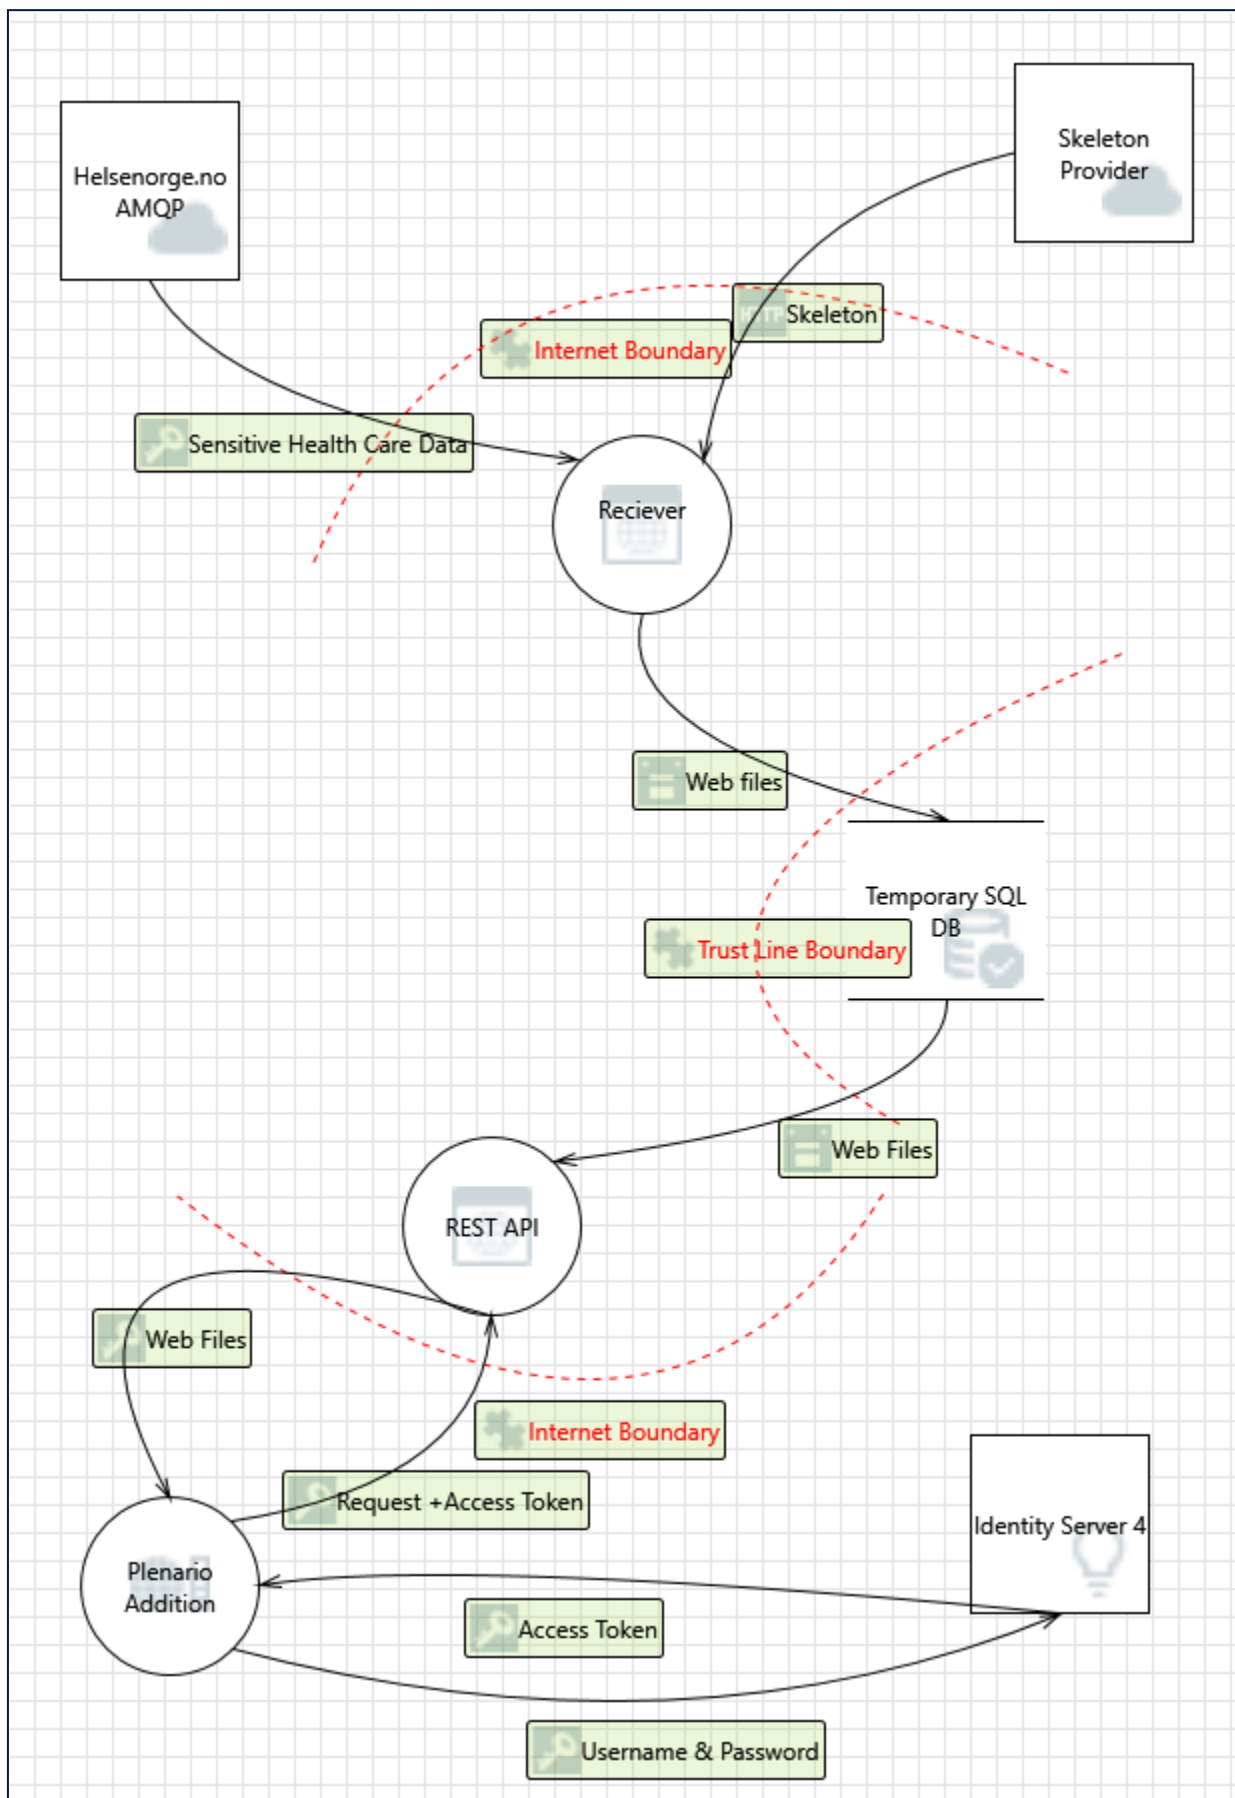 Skeleton
Provider
Helsenorge.no
AMQP
HTTP
Skeleton
Internet Boundary
Sensitive Health Care Data
Reciever
Web files
Temporary SQL
DB
Trust Line Boundary
Web Files
REST API
Web Files
Internet Boundary
Request +Access Token
Identity Server 4
Plenario
Addition
Access Token
Username & Password